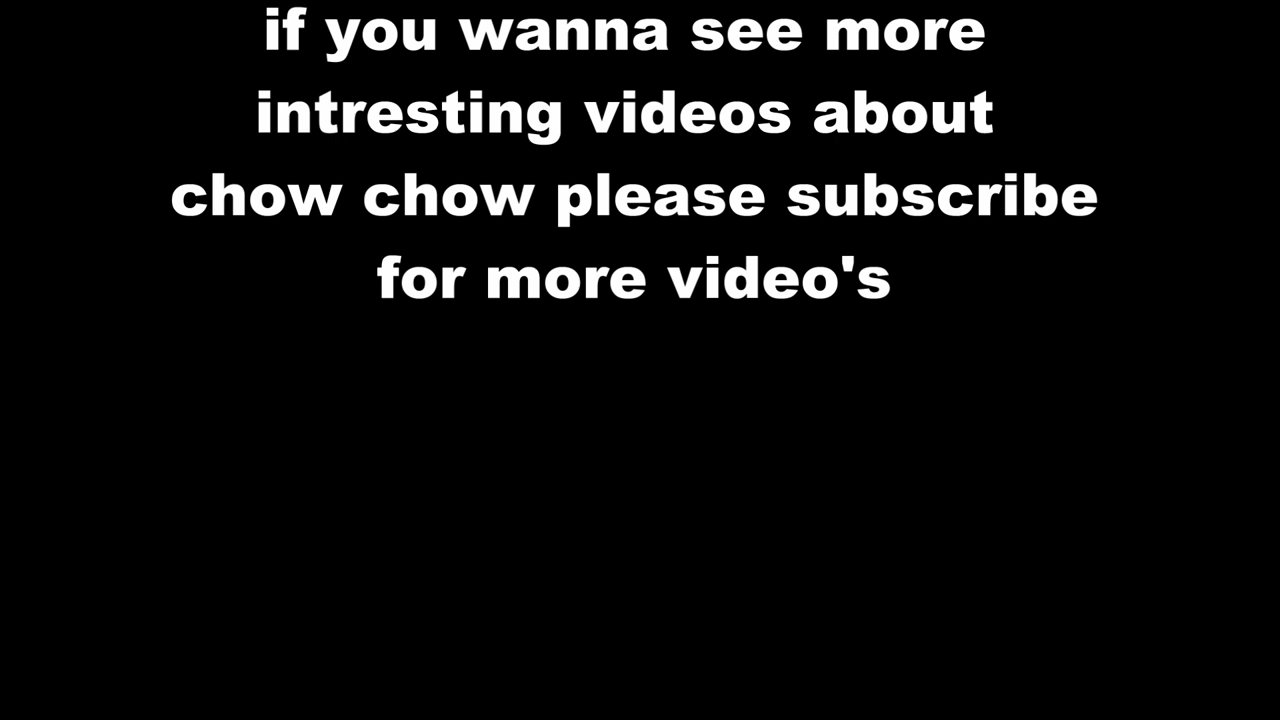 if you wanna see more
intresting videos about
chow chow please subscribe
for more video's